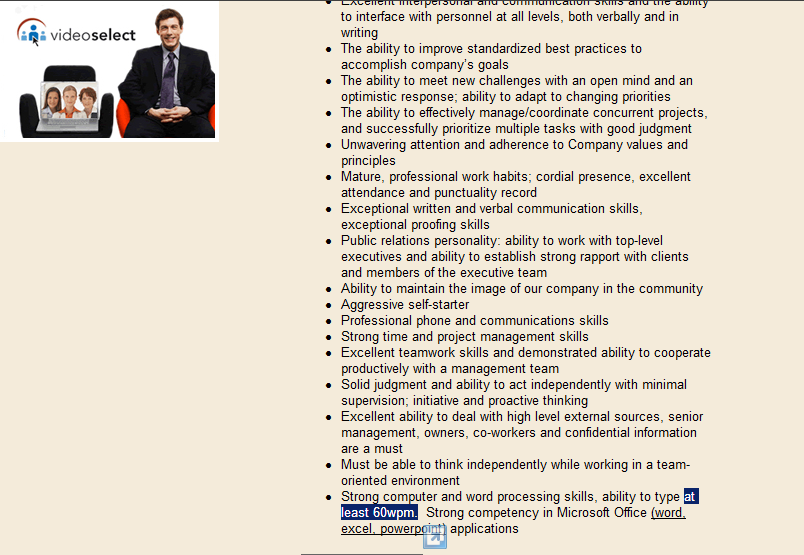 videoselect
Excellent interpersonal and communication skills and the ability
to interface with personnel at all levels, both verbally and in
writing
The ability to improve standardized best practices to
accomplish company's goals
The ability to meet new challenges with an open mind and an
optimistic response; ability to adapt to changing priorities
The ability to effectively manage/coordinate concurrent projects,
and successfully prioritize multiple tasks with good judgment
Unwavering attention and adherence to Company values and
principles
Mature, professional work habits; cordial presence, excellent
attendance and punctuality record
Exceptional written and verbal communication skills,
exceptional proofing skills
Public relations personality: ability to work with top-level
executives and ability to establish strong rapport with clients
and members of the executive team
Ability to maintain the image of our company in the community
Aggressive self-starter
Professional phone and communications skills
Strong time and project management skills
Excellent teamwork skills and demonstrated ability to cooperate
productively with a management team
Solid judgment and ability to act independently with minimal
supervision; initiative and proactive thinking
Excellent ability to deal with high level external sources, senior
management, owners, co-workers and confidential information
are a must
Must be able to think independently while working in a team-
oriented environment
Strong computer and word processing skills, ability to type at
least 60wpm.  Strong competency in Microsoft Office (word,
excel, powerpoint) applications